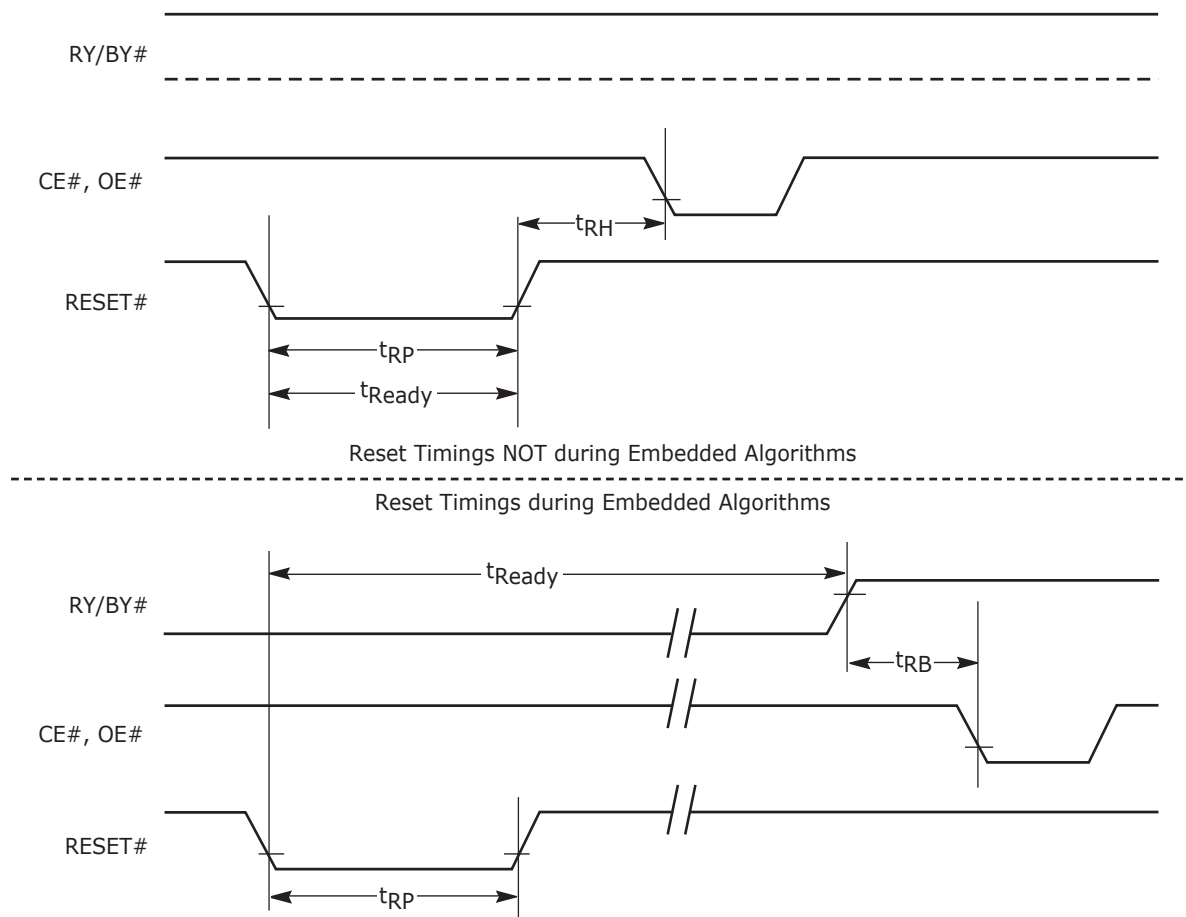 RY/BY#
CE#, OE#
tRH
RESET#
tRP
tReady
Reset Timings NOT during Embedded Algorithms
Reset Timings during Embedded Algorithms
tReady
RY/BY#
tRB
CE#, OE#
RESET#
tRP